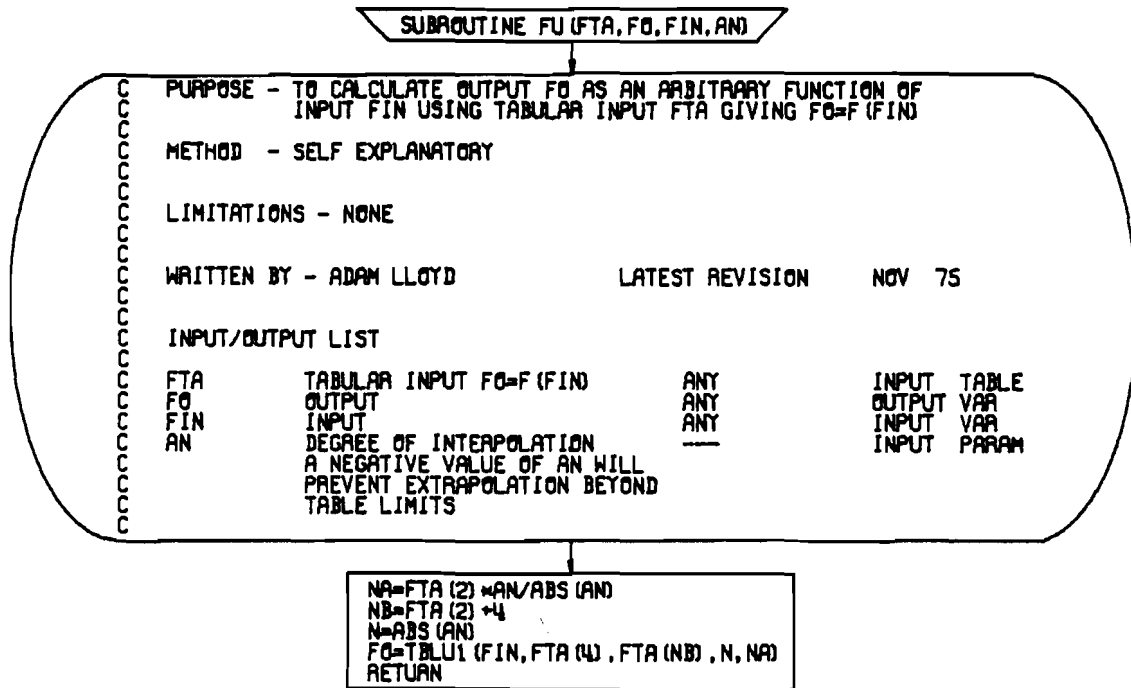 SUBROUTINE FU(FTA,FO,FIN,AN)
C PURPOSE - TO CALCULATE OUTPUT FO AS AN ARBITRARY FUNCTION OF
C INPUT FIN USING TABULAR INPUT FTA GIVING FO=F(FIN)
C
C METHOD - SELF EXPLANATORY
C
C
C LIMITATIONS - NONE
C
C
C WRITTEN BY - ADAM LLOYD LATEST REVISION NOV 75
C
C
C INPUT/OUTPUT LIST
C
C FTA TABULAR INPUT FO=F(FIN) ANY INPUT TABLE
C FO OUTPUT ANY OUTPUT VAR
C FIN INPUT ANY INPUT VAR
C AN DEGREE OF INTERPOLATION --- INPUT PARAM
C A NEGATIVE VALUE OF AN WILL
C PREVENT EXTRAPOLATION BEYOND
C TABLE LIMITS
C
NA=FTA(2)*AN/ABS(AN)
NB=FTA(2)+4
N=ABS(AN)
FO=TBLU1(FIN,FTA(4),FTA(NB),N,NA)
RETURN